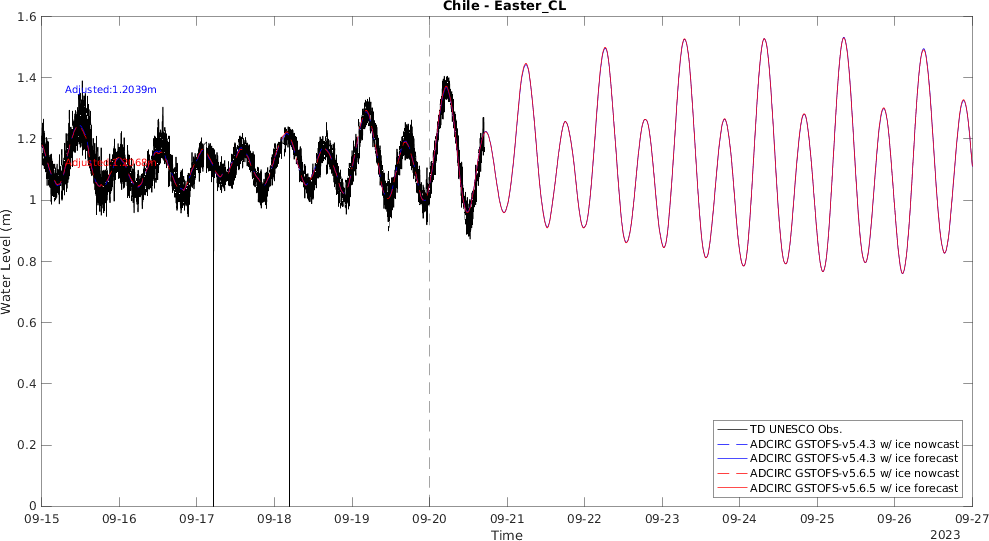 Chile - Easter_CL
1.6
1.4
1.2
1
0.8
0.6
0.4
0.2
0
Water Level (m)
Adjusted:1.2039m
09-15
09-16
09-17
09-18
09-19
09-20
09-21
09-22
09-23
09-24
09-25
09-26
09-27
Time
2023
TD UNESCO Obs.
ADCIRC GSTOFS-v5.4.3 w/ ice nowcast
ADCIRC GSTOFS-v5.4.3 w/ ice forecast
ADCIRC GSTOFS-v5.6.5 w/ ice nowcast
ADCIRC GSTOFS-v5.6.5 w/ ice forecast